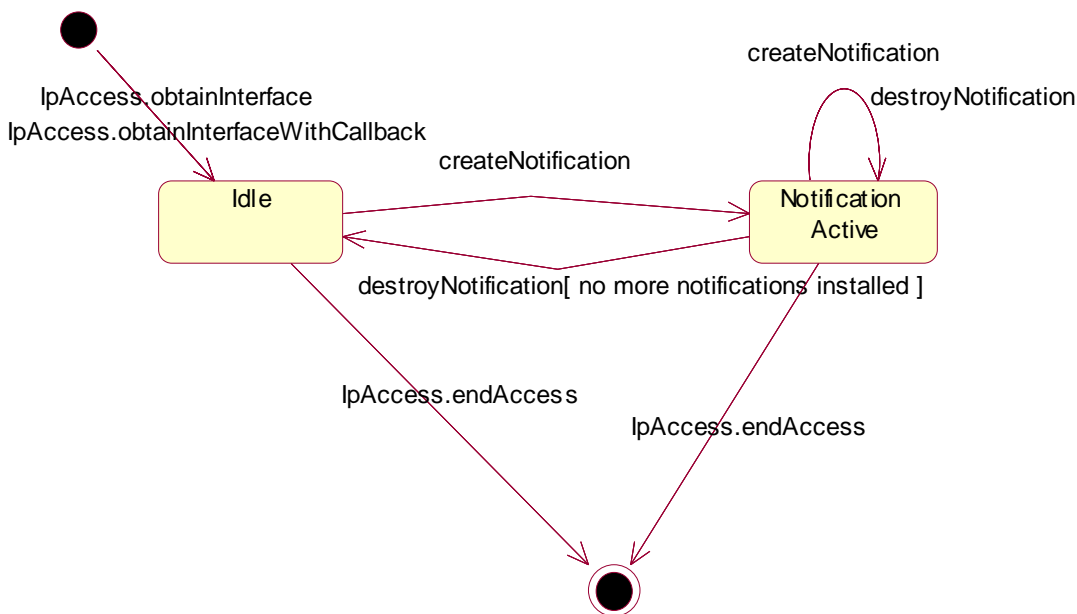 createNotification
destroyNotification
IpAccess.obtainInterface
IpAccess.obtainInterfaceWithCallback
createNotification
Idle
Notification
Active
destroyNotification[ no more notifications installed ]
IpAccess.endAccess
IpAccess.endAccess